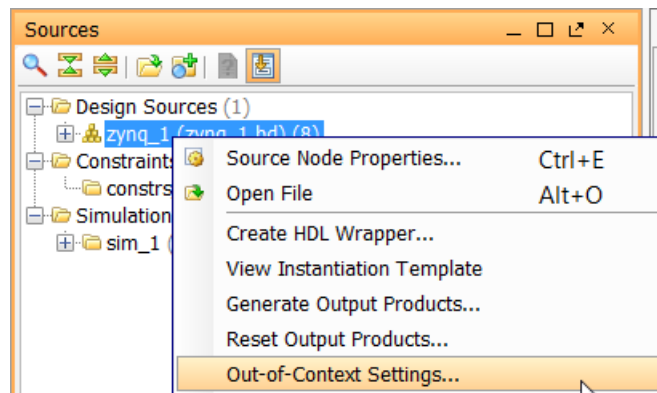 Sources
Design Sources (1)
zynq_1 (zynq_1.bd) (8)
Constraints
constrs
Simulation
sim_1 (
Source Node Properties... Ctrl+E
Open File Alt+O
Create HDL Wrapper...
View Instantiation Template
Generate Output Products...
Reset Output Products...
Out-of-Context Settings...